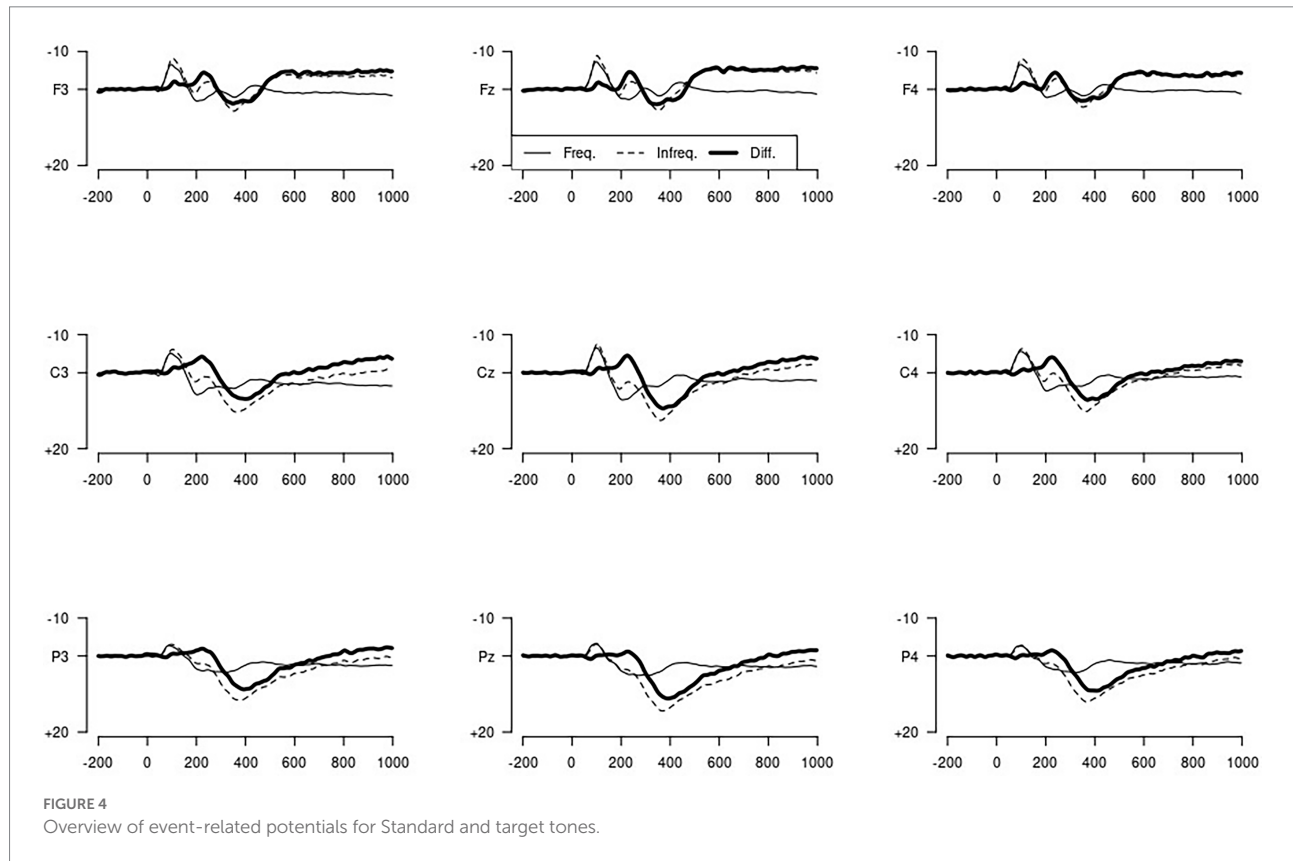 -10 -10 -10
F3 Fz F4
Freq. Infreq. Diff.
+20 +20 +20
-200 0 200 400 600 800 1000 -200 0 200 400 600 800 1000 -200 0 200 400 600 800 1000
-10 -10 -10
C3 Cz C4
+20 +20 +20
-200 0 200 400 600 800 1000 -200 0 200 400 600 800 1000 -200 0 200 400 600 800 1000
-10 -10 -10
P3 Pz P4
+20 +20 +20
-200 0 200 400 600 800 1000 -200 0 200 400 600 800 1000 -200 0 200 400 600 800 1000
FIGURE 4
Overview of event-related potentials for Standard and target tones.